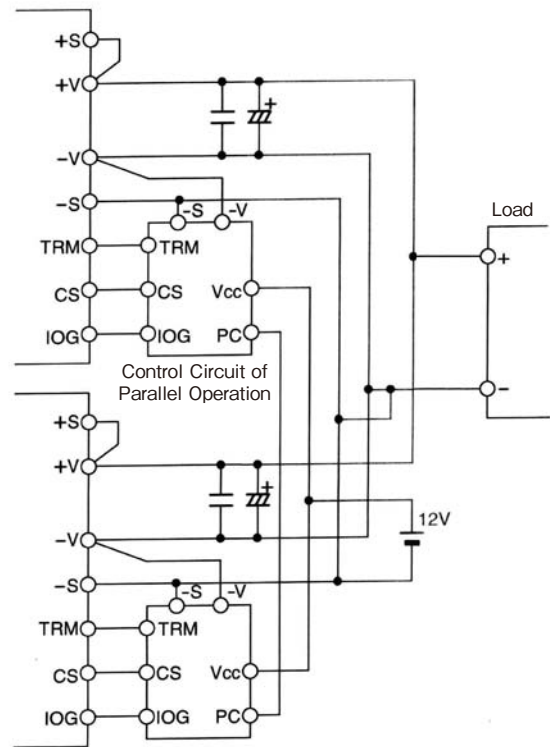 +S
+V
-V
-S
TRM
CS
IOG
-S
-V
TRM
CS
IOG
Vcc
PC
Control Circuit of
Parallel Operation
Load
+
-
+
+S
+V
-V
-S
TRM
CS
IOG
-S
-V
TRM
CS
IOG
Vcc
PC
+
12V